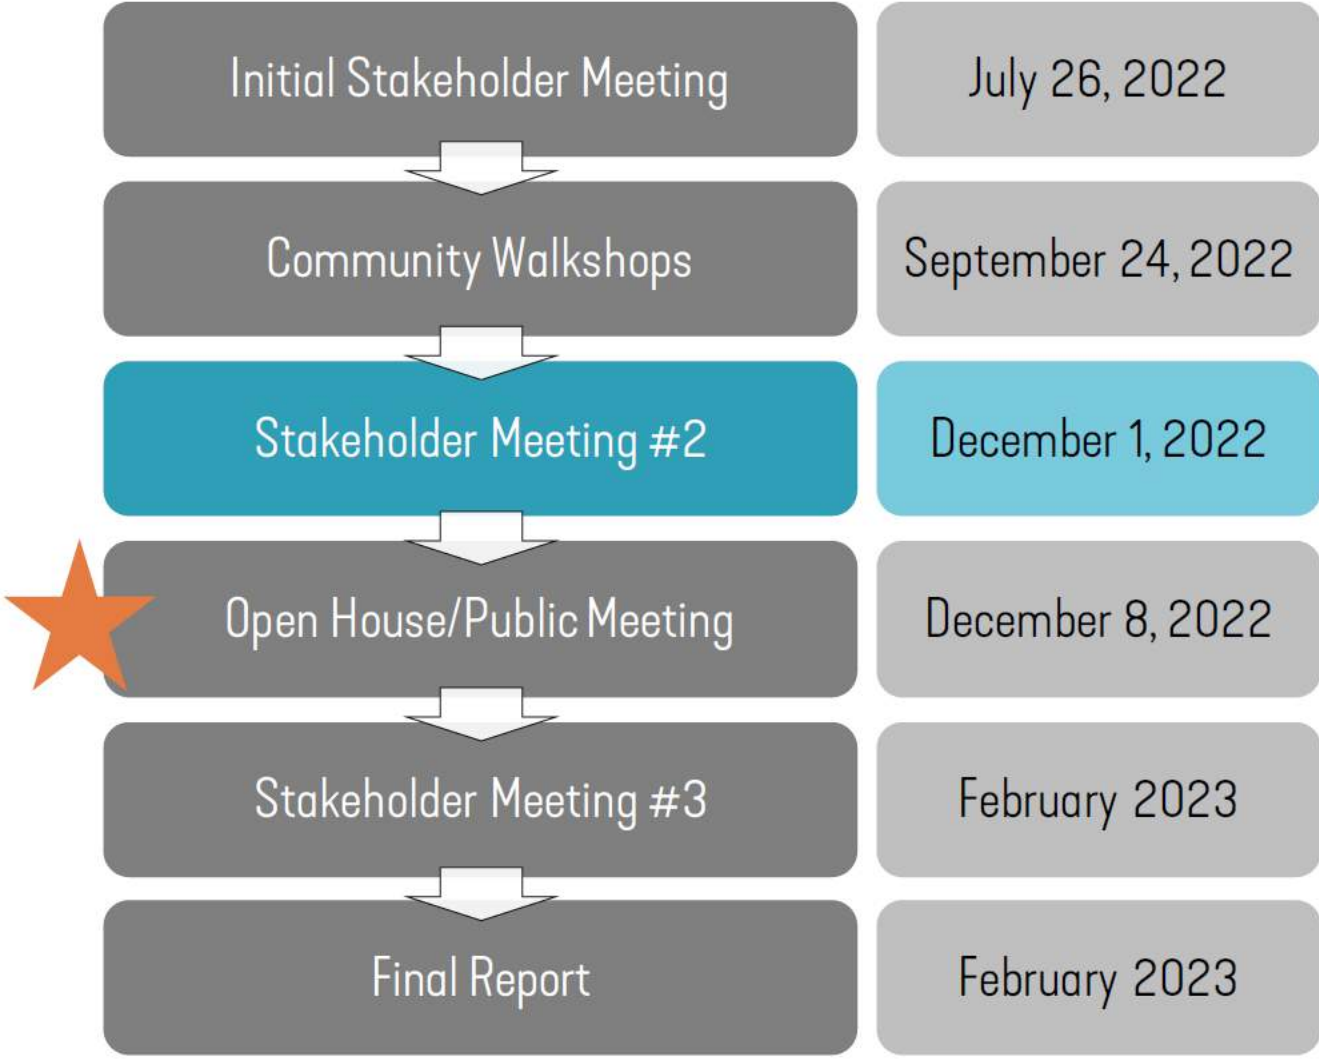 Initial Stakeholder Meeting
July 26, 2022
Community Walkshops
September 24, 2022
Stakeholder Meeting #2
December 1, 2022
Open House/Public Meeting
December 8, 2022
Stakeholder Meeting #3
February 2023
Final Report
February 2023